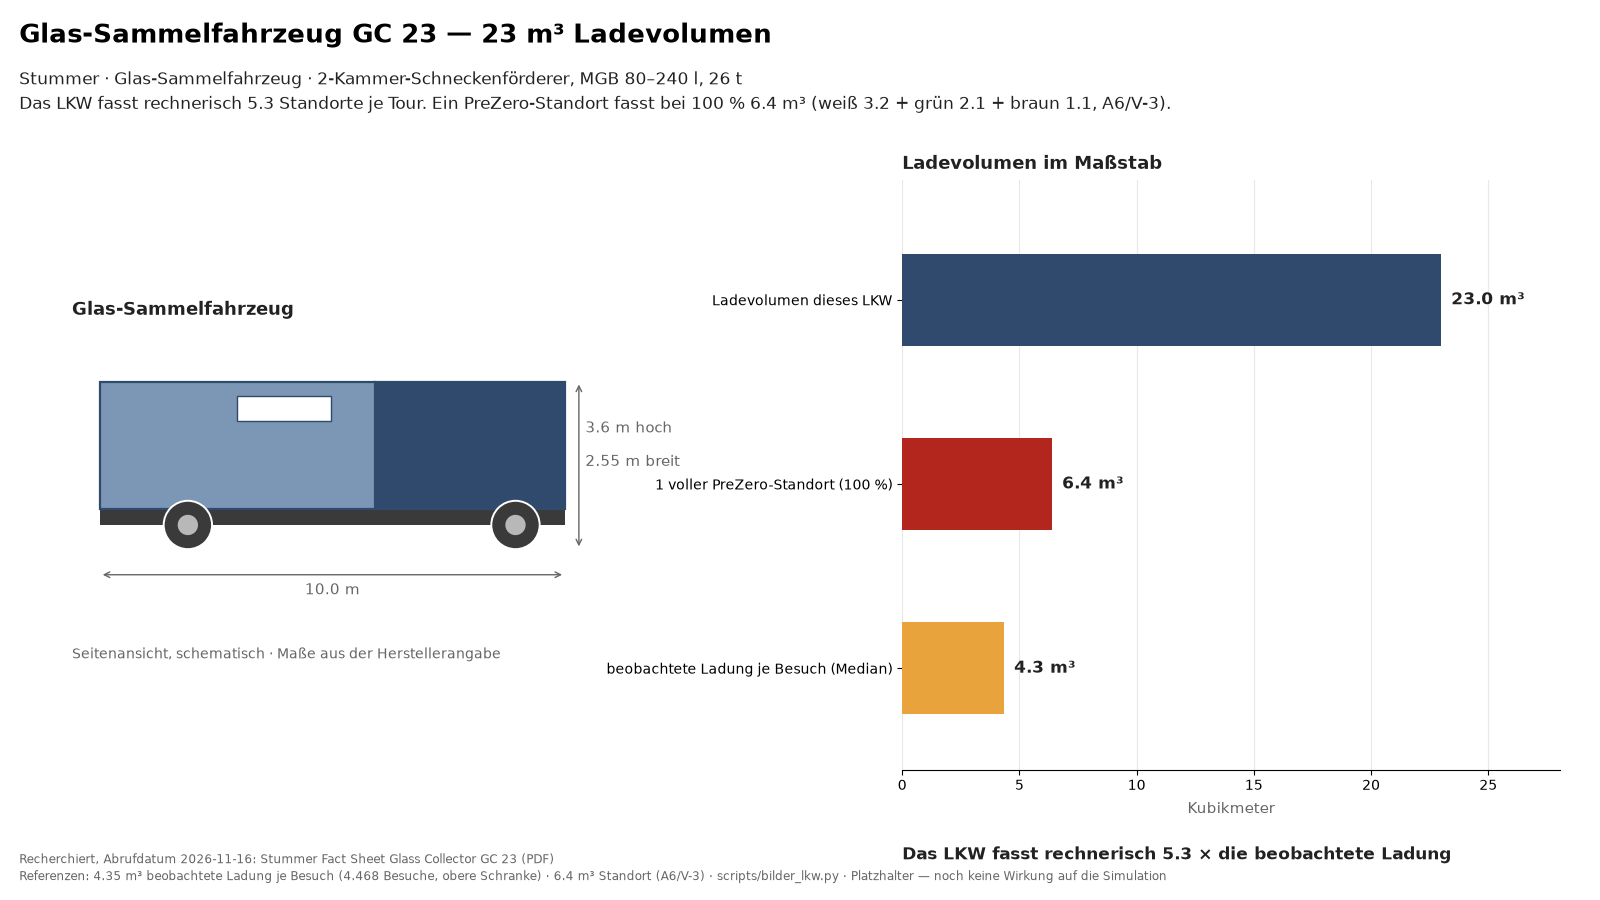 Glas-Sammelfahrzeug GC 23 — 23 m³ Ladevolumen
Stummer · Glas-Sammelfahrzeug · 2-Kammer-Schneckenförderer, MGB 80–240 l, 26 t
Das LKW fasst rechnerisch 5.3 Standorte je Tour. Ein PreZero-Standort fasst bei 100 % 6.4 m³ (weiß 3.2 + grün 2.1 + braun 1.1, A6/V-3).
Glas-Sammelfahrzeug
3.6 m hoch
2.55 m breit
10.0 m
Seitenansicht, schematisch · Maße aus der Herstellerangabe
Ladevolumen im Maßstab
Ladevolumen dieses LKW
23.0 m³
1 voller PreZero-Standort (100 %)
6.4 m³
beobachtete Ladung je Besuch (Median)
4.3 m³
0 5 10 15 20 25
Kubikmeter
Das LKW fasst rechnerisch 5.3 × die beobachtete Ladung
Recherchiert, Abrufdatum 2026-11-16: Stummer Fact Sheet Glass Collector GC 23 (PDF)
Referenzen: 4.35 m³ beobachtete Ladung je Besuch (4.468 Besuche, obere Schranke) · 6.4 m³ Standort (A6/V-3) · scripts/bilder_lkw.py · Platzhalter — noch keine Wirkung auf die Simulation